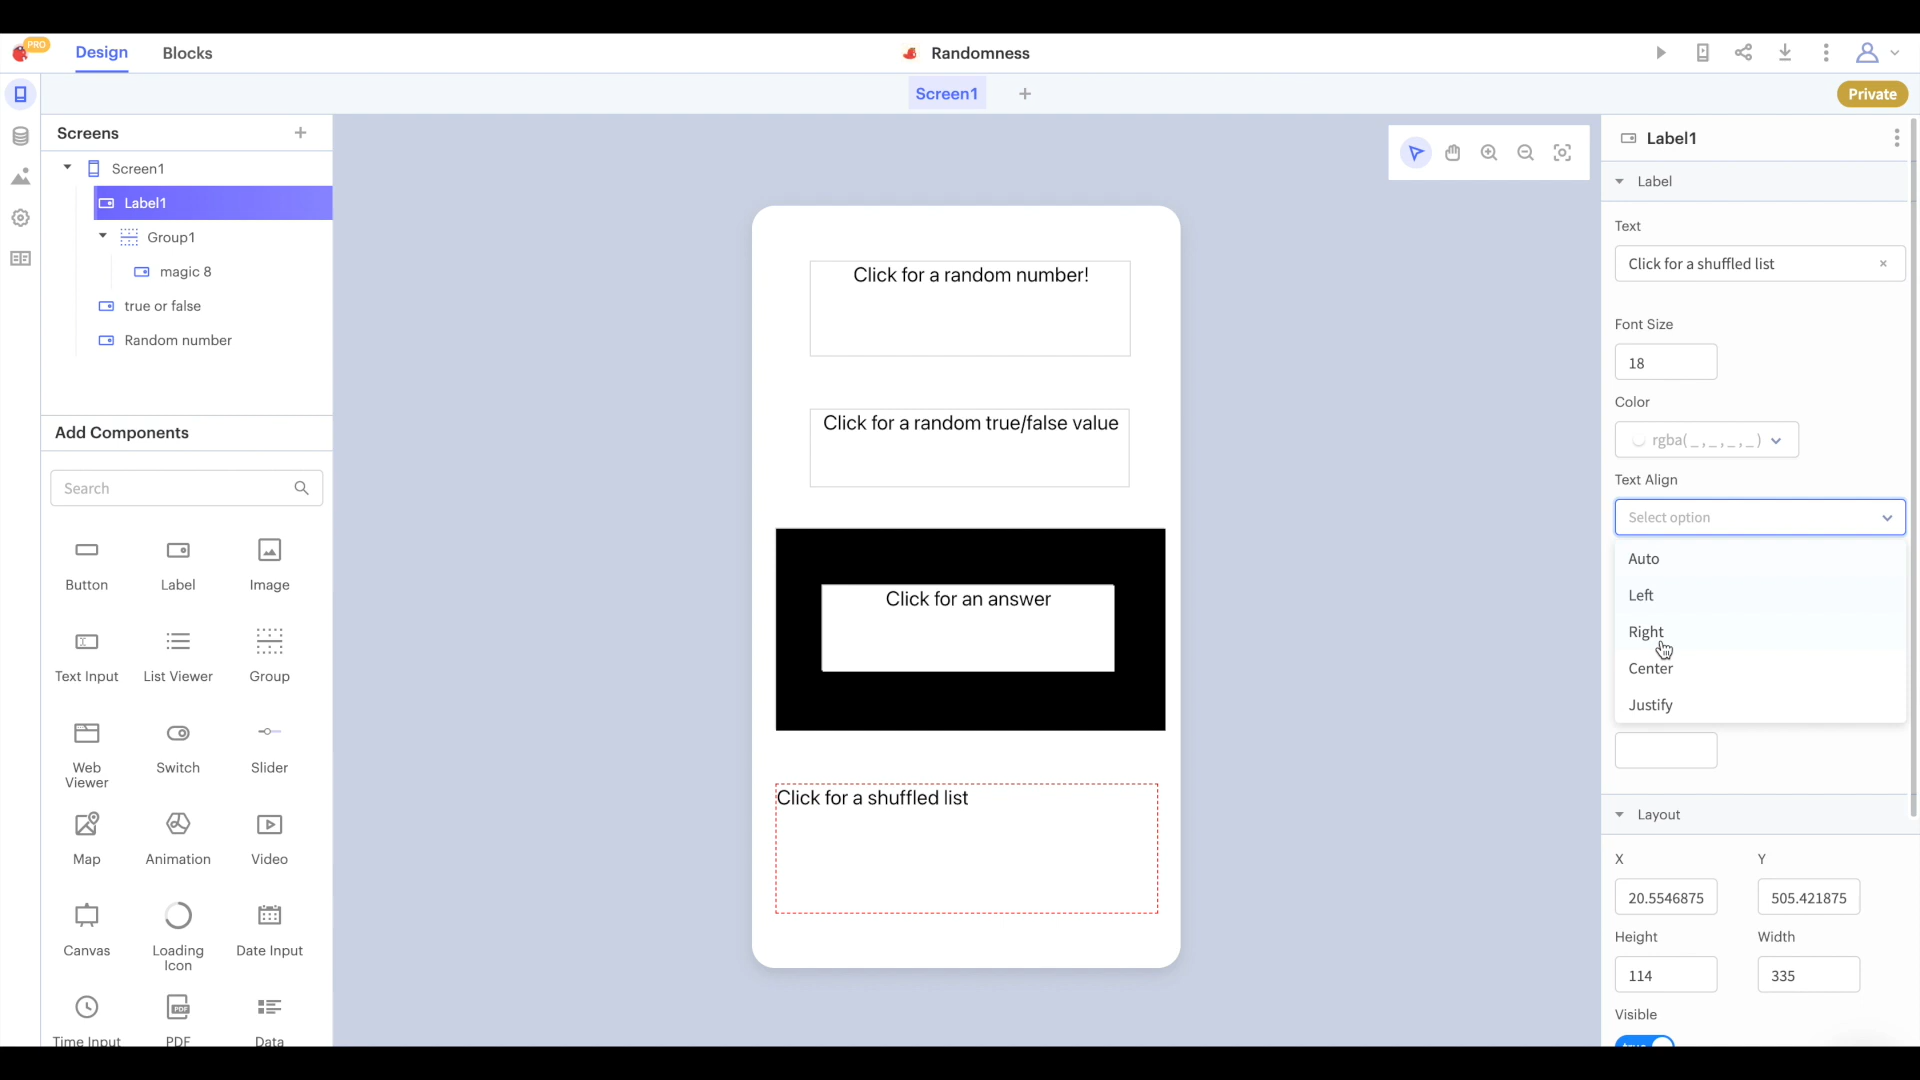 PRO
Design
Blocks
Randomness
Screen1
Private
Screens
Screen1
Label1
Group1
magic 8
true or false
Random number
Add Components
Search
Button
Label
Image
Text Input
List Viewer
Group
Web
Viewer
Switch
Slider
Map
Animation
Video
Canvas
Loading
Icon
Date Input
Time Input
PDF
PDF
Data
Click for a random number!
Click for a random true/false value
Click for an answer
Click for a shuffled list
Label1
Label
Text
Click for a shuffled list
Font Size
18
Color
rgba( _ , _ , _ , _ )
Text Align
Select option
Auto
Left
Right
Center
Justify
Layout
X
Y
20.5546875
505.421875
Height
Width
114
335
Visible
true